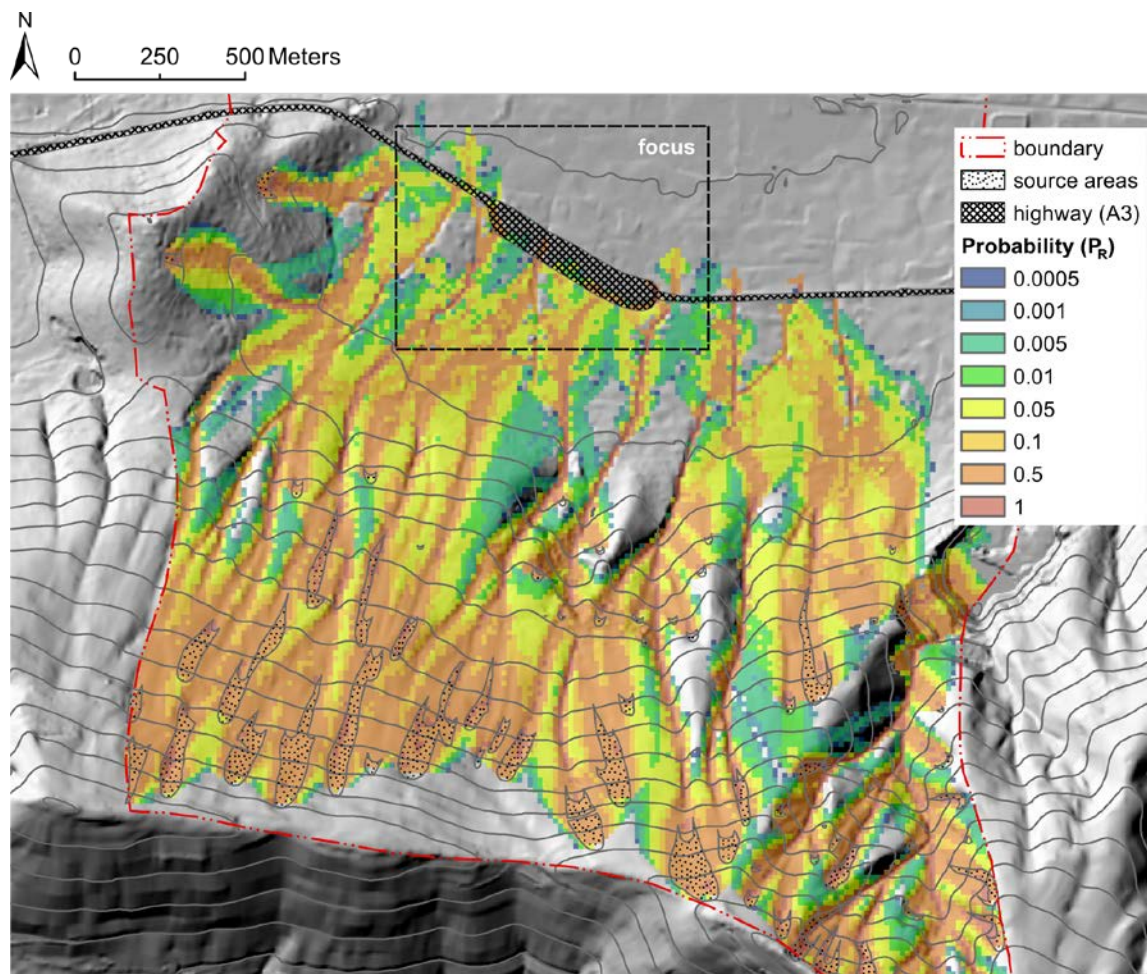 N
0 250 500 Meters
focus
boundary
source areas
highway (A3)
Probability (PR)
0.0005
0.001
0.005
0.01
0.05
0.1
0.5
1